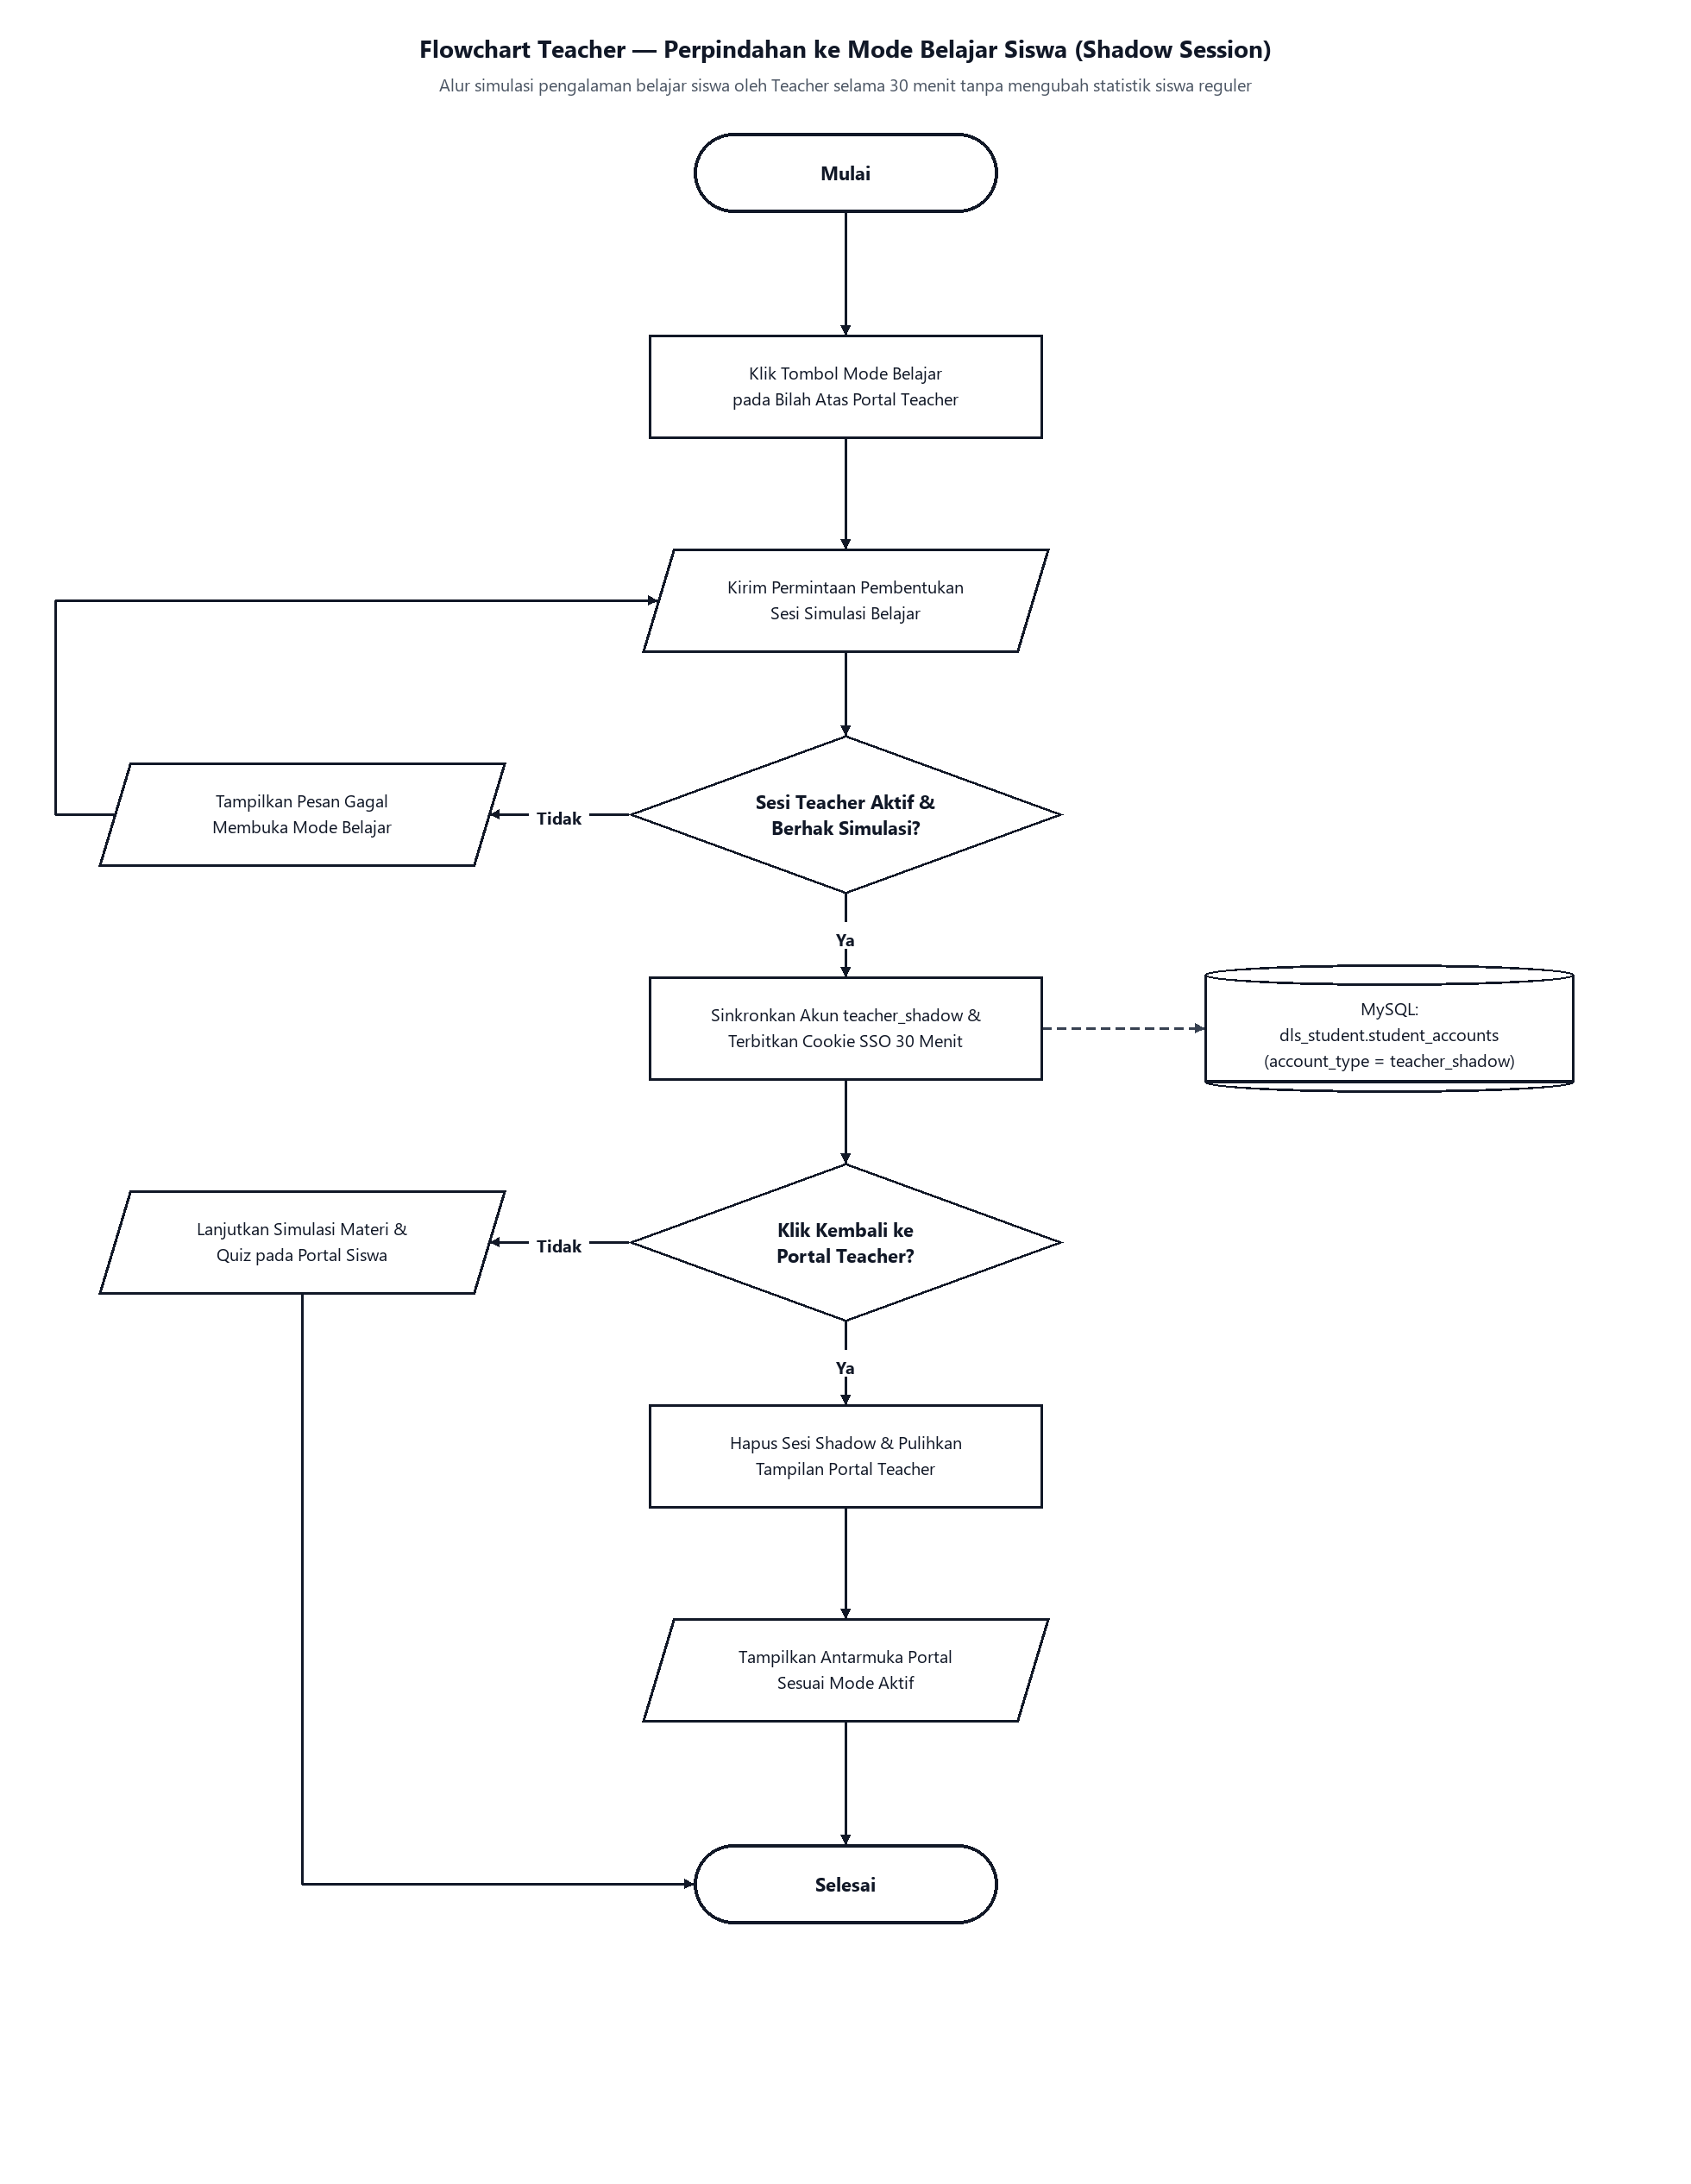 Flowchart Teacher — Perpindahan ke Mode Belajar Siswa (Shadow Session)
Alur simulasi pengalaman belajar siswa oleh Teacher selama 30 menit tanpa mengubah statistik siswa reguler
Mulai
Klik Tombol Mode Belajar
pada Bilah Atas Portal Teacher
Kirim Permintaan Pembentukan
Sesi Simulasi Belajar
Sesi Teacher Aktif &
Berhak Simulasi?
Tidak
Tampilkan Pesan Gagal
Membuka Mode Belajar
Ya
Sinkronkan Akun teacher_shadow &
Terbitkan Cookie SSO 30 Menit
MySQL:
dls_student.student_accounts
(account_type = teacher_shadow)
Klik Kembali ke
Portal Teacher?
Tidak
Lanjutkan Simulasi Materi &
Quiz pada Portal Siswa
Ya
Hapus Sesi Shadow & Pulihkan
Tampilan Portal Teacher
Tampilkan Antarmuka Portal
Sesuai Mode Aktif
Selesai